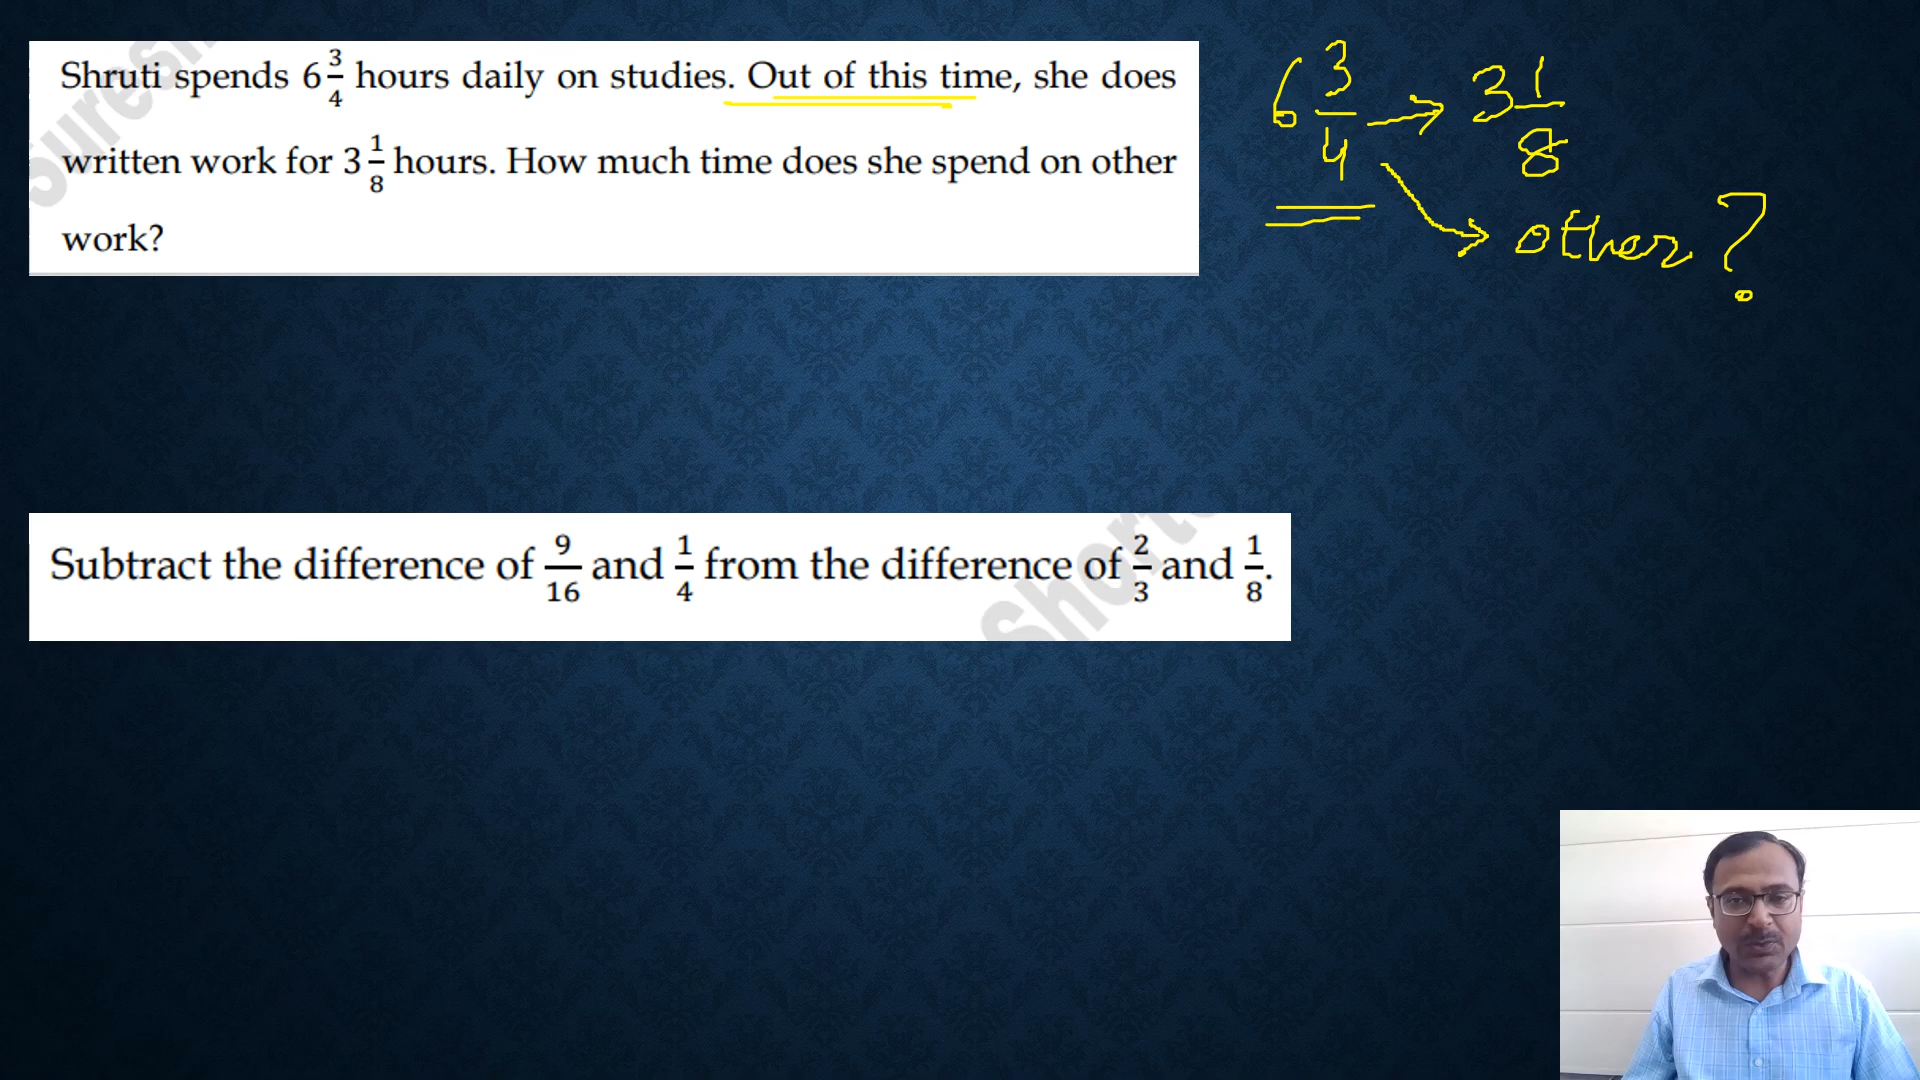 Shruti spends 6 3/4 hours daily on studies. Out of this time, she does
written work for 3 1/8 hours. How much time does she spend on other
work?
6 3/4 → 3 1/8
→ other ?
Subtract the difference of 9/16 and 1/4 from the difference of 2/3 and 1/8.